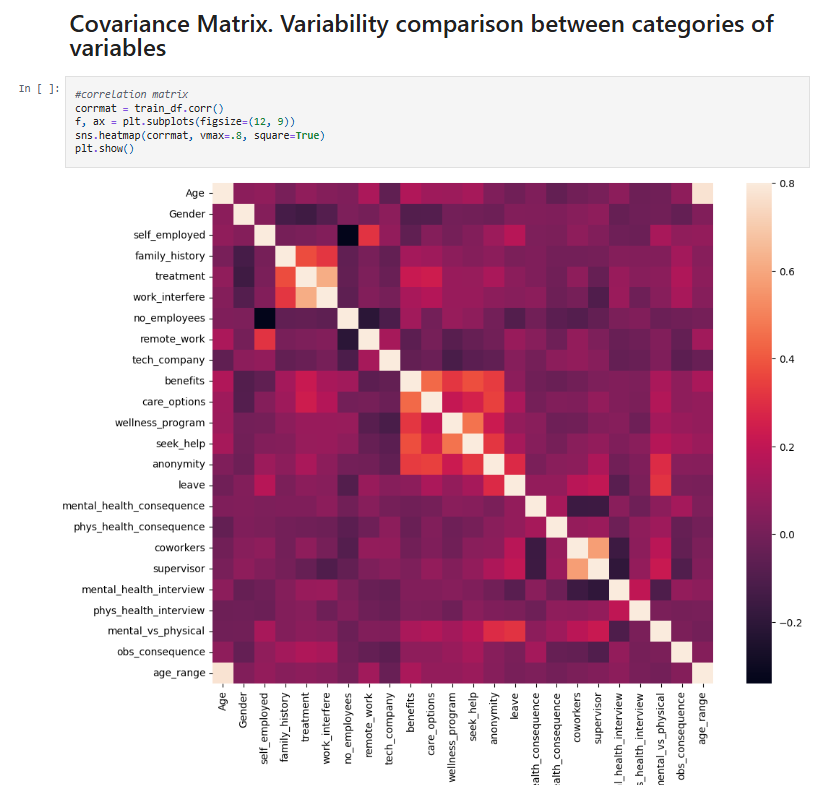 Covariance Matrix. Variability comparison between categories of
variables
In [ ]:
#correlation matrix
corrmat = train_df.corr()
f, ax = plt.subplots(figsize=(12, 9))
sns.heatmap(corrmat, vmax=.8, square=True)
plt.show()
Age
Gender
self_employed
family_history
treatment
work_interfere
no_employees
remote_work
tech_company
benefits
care_options
wellness_program
seek_help
anonymity
leave
mental_health_consequence
phys_health_consequence
coworkers
supervisor
mental_health_interview
phys_health_interview
mental_vs_physical
obs_consequence
age_range
0.8
0.6
0.4
0.2
0.0
−0.2
Age
Gender
self_employed
family_history
treatment
work_interfere
no_employees
remote_work
tech_company
benefits
care_options
wellness_program
seek_help
anonymity
leave
ealth_consequence
ealth_consequence
coworkers
supervisor
l_health_interview
s_health_interview
ental_vs_physical
obs_consequence
age_range